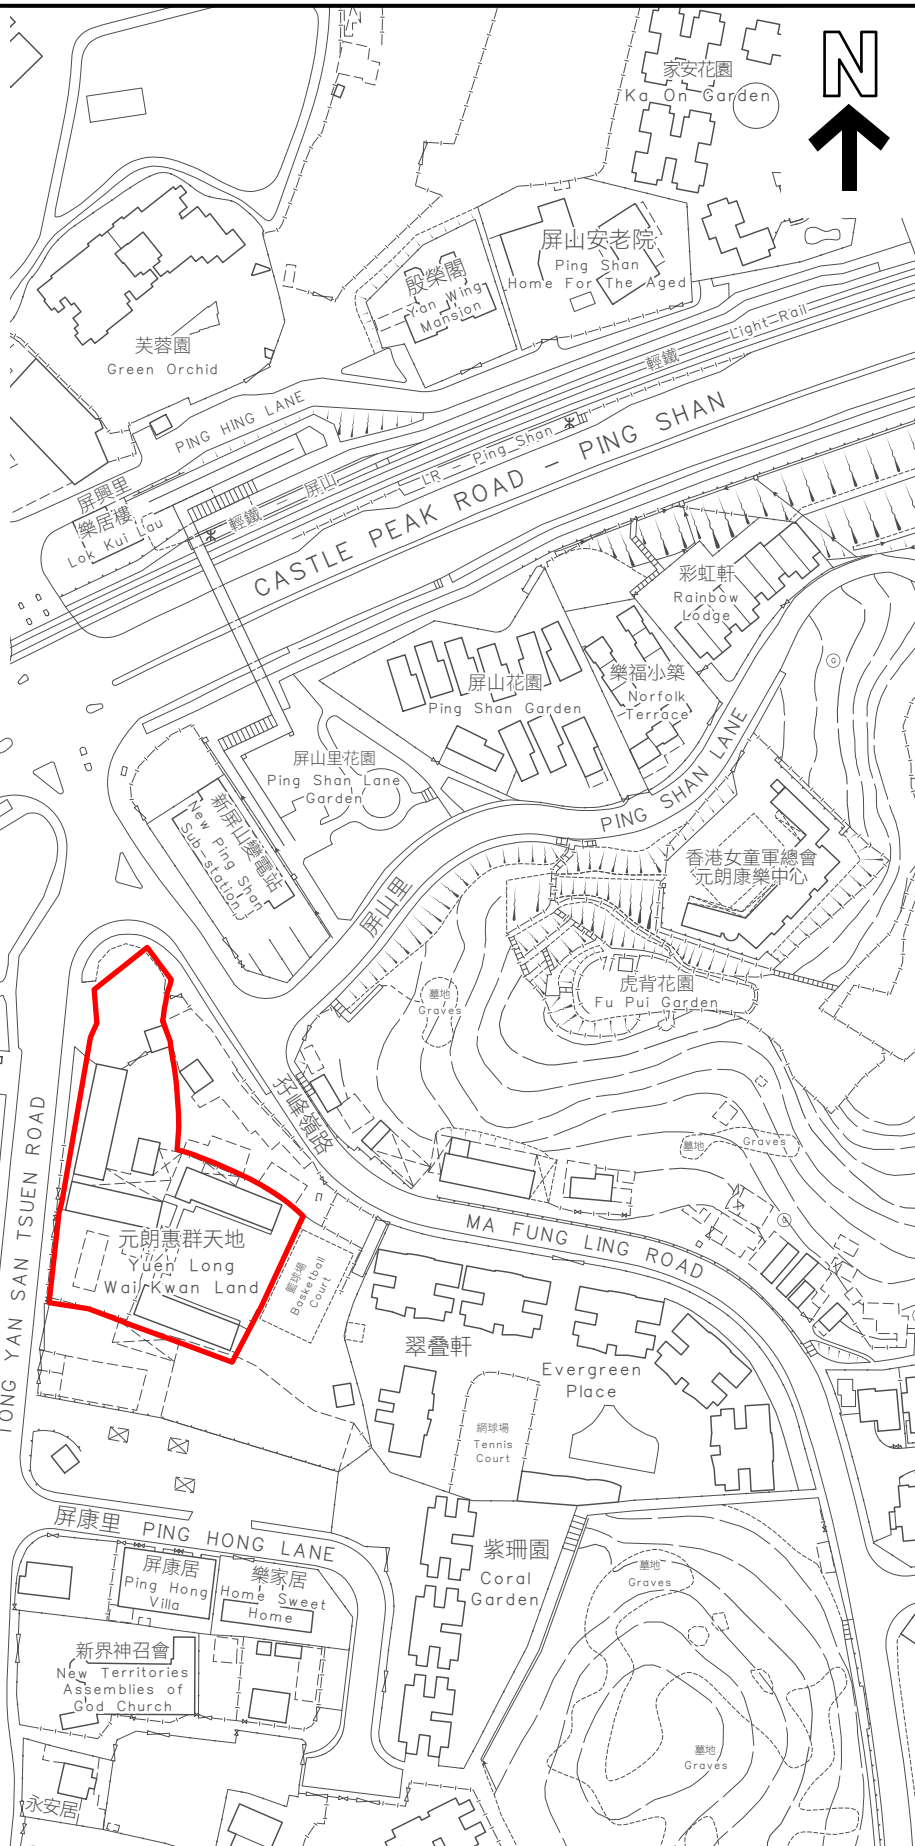 N
家安花園
Ka On Garden
屏山安老院
Ping Shan
Home For The Aged
殷榮閣
Yan Wing
Mansion
芙蓉園
Green Orchid
輕鐵
Light Rail
PING HING LANE
屏興里
樂居樓
Lok Kui Lau
輕鐵 – 屏山
LR – Ping Shan
CASTLE PEAK ROAD – PING SHAN
彩虹軒
Rainbow
Lodge
樂福小築
Norfolk
Terrace
屏山花園
Ping Shan Garden
屏山里花園
Ping Shan Lane
Garden
新屏山變電站
New Ping Shan
Sub-station
屏山里
PING SHAN LANE
香港女童軍總會
元朗康樂中心
虎背花園
Fu Pui Garden
墓地
Graves
G
孖峰嶺路
MA FUNG LING ROAD
墓地
Graves
G
TONG YAN SAN TSUEN ROAD
元朗惠群天地
Yuen Long
Wai Kwan Land
籃球場
Basketball
Court
翠疊軒
Evergreen
Place
網球場
Tennis
Court
屏康里
PING HONG LANE
紫珊園
Coral
Garden
屏康居
Ping Hong
Villa
樂家居
Home Sweet
Home
墓地
Graves
新界神召會
New Territories
Assemblies of
God Church
墓地
Graves
永安居